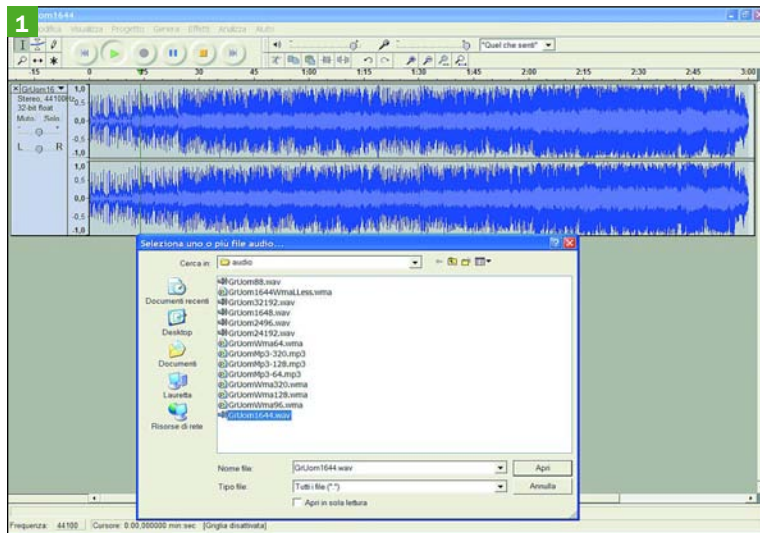 1
om1644
Modifica Visualizza Progetto Genera Effetti Analizza Aiuto
"Quel che senti"
-15 0 15 30 45 1:00 1:15 1:30 1:45 2:00 2:15 2:30 2:45 3:00
GrUom16
Stereo, 44100Hz
32-bit float
Muto Solo
- +
L R
1,0
0,5
0,0
-0,5
-1,0
1,0
0,5
0,0
-0,5
-1,0
Seleziona uno o più file audio...
Cerca in: audio
Documenti recenti
Desktop
Documenti
Lauretta
Risorse di rete
GrUom88.wav
GrUom1644WmaLLess.wma
GrUom32192.wav
GrUom1648.wav
GrUom2496.wav
GrUom24192.wav
GrUomWma64.wma
GrUomMp3-320.mp3
GrUomMp3-128.mp3
GrUomMp3-64.mp3
GrUomWma320.wma
GrUomWma128.wma
GrUomWma96.wma
GrUom1644.wav
Nome file: GrUom1644.wav Apri
Tipo file: Tutti i file (*.*) Annulla
Apri in sola lettura
Frequenza: 44100 Cursore: 0:00,000000 min:sec [Griglia disattivata]